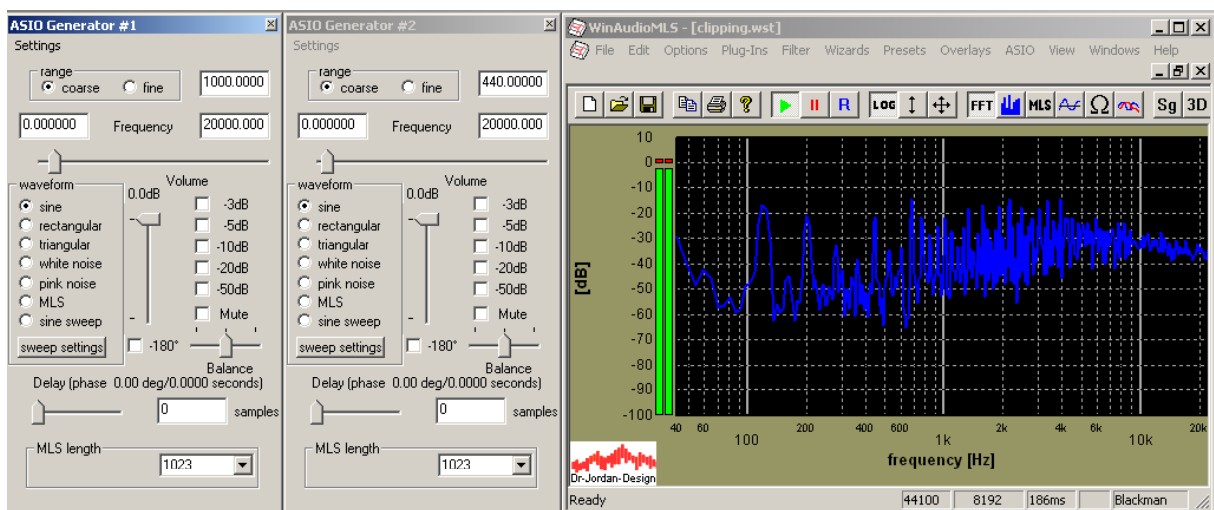 ASIO Generator #1
Settings
range
coarse fine
1000.0000
0.000000 Frequency 20000.000
waveform
Volume
0.0dB
sine
rectangular
triangular
white noise
pink noise
MLS
sine sweep
sweep settings
-3dB
-5dB
-10dB
-20dB
-50dB
Mute
-180°
Balance
Delay (phase 0.00 deg/0.0000 seconds)
0 samples
MLS length
1023
ASIO Generator #2
Settings
range
coarse fine
440.00000
0.000000 Frequency 20000.000
waveform
Volume
0.0dB
sine
rectangular
triangular
white noise
pink noise
MLS
sine sweep
sweep settings
-3dB
-5dB
-10dB
-20dB
-50dB
Mute
-180°
Balance
Delay (phase 0.00 deg/0.0000 seconds)
0 samples
MLS length
1023
WinAudioMLS - [clipping.wst]
File Edit Options Plug-Ins Filter Wizards Presets Overlays ASIO View Windows Help
R LOG FFT MLS Ω Sg 3D
[dB]
10
0
-10
-20
-30
-40
-50
-60
-70
-80
-90
-100
40 60 100 200 400 600 1k 2k 4k 6k 10k 20k
frequency [Hz]
Dr-Jordan-Design
Ready 44100 8192 186ms Blackman